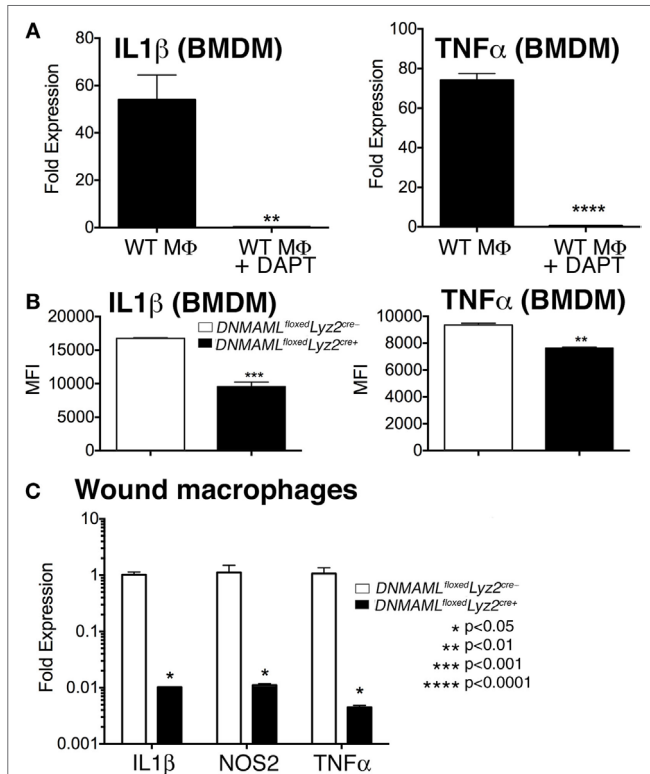 A
IL1β (BMDM)
Fold Expression
80
60
40
20
0
**
WT MΦ
WT MΦ
+ DAPT
TNFα (BMDM)
Fold Expression
100
80
60
40
20
0
****
WT MΦ
WT MΦ
+ DAPT
B
IL1β (BMDM)
MFI
20000
15000
10000
5000
0
DNMAMLfloxedLyz2cre−
DNMAMLfloxedLyz2cre+
***
TNFα (BMDM)
MFI
10000
8000
6000
4000
2000
0
**
C Wound macrophages
Fold Expression
10
1
0.1
0.01
0.001
*
*
*
IL1β
NOS2
TNFα
DNMAMLfloxedLyz2cre−
DNMAMLfloxedLyz2cre+
* p<0.05
** p<0.01
*** p<0.001
**** p<0.0001